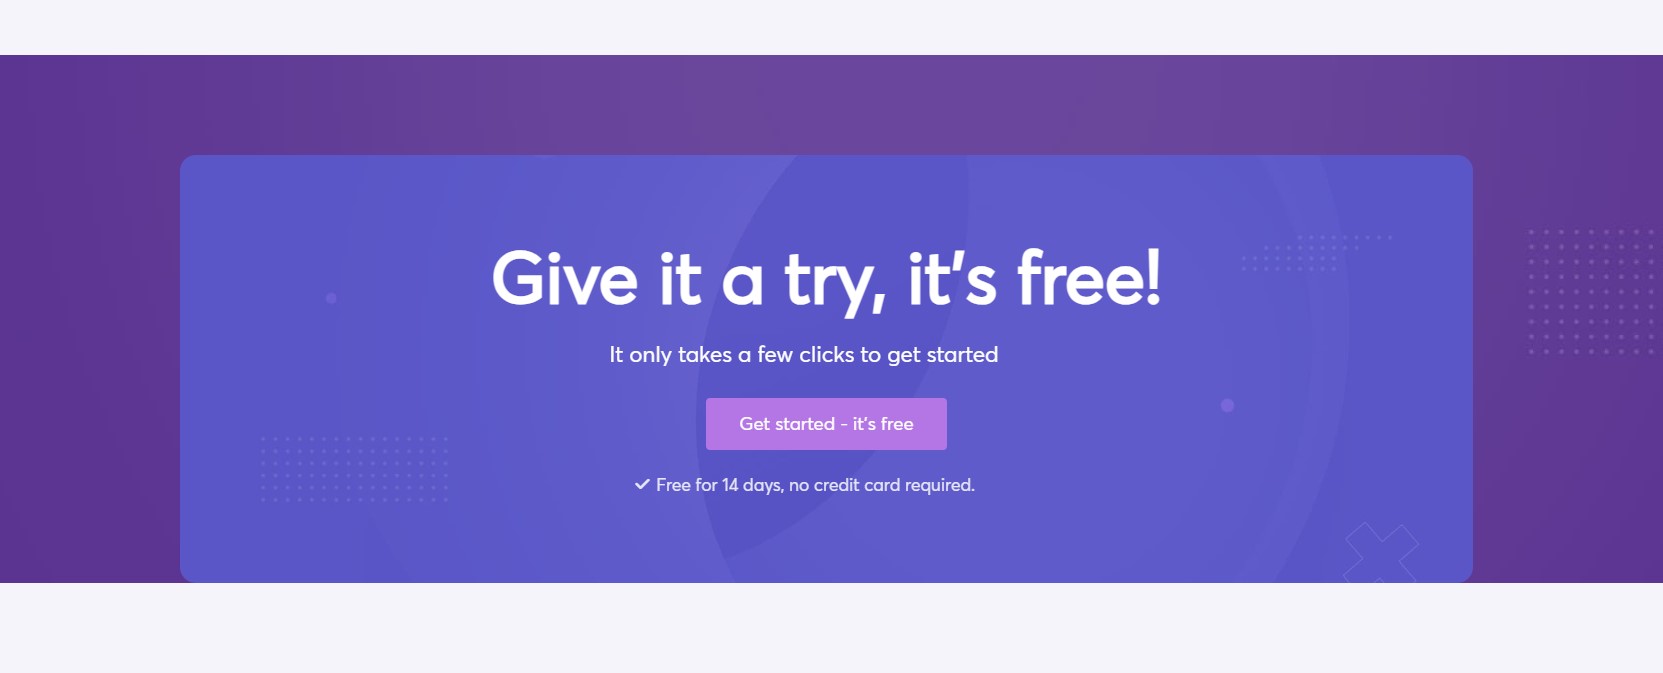 Give it a try, it's free!
It only takes a few clicks to get started
Get started - it's free
Free for 14 days, no credit card required.